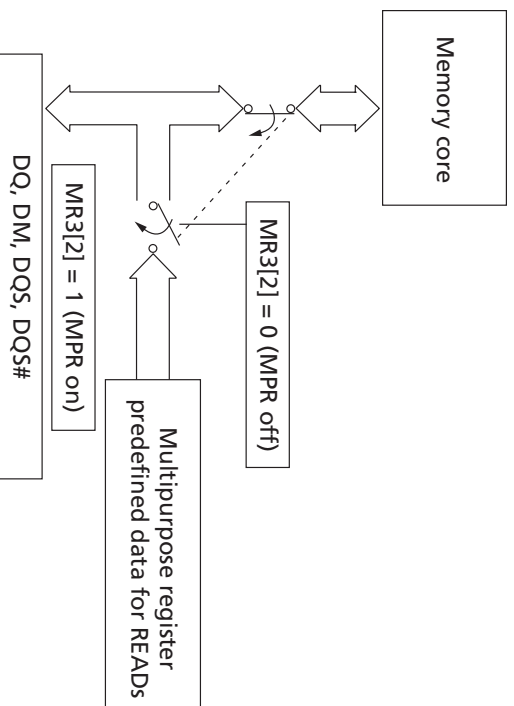 Memory core
MR3[2] = 0 (MPR off)
Multipurpose register
predefined data for READs
MR3[2] = 1 (MPR on)
DQ, DM, DQS, DQS#